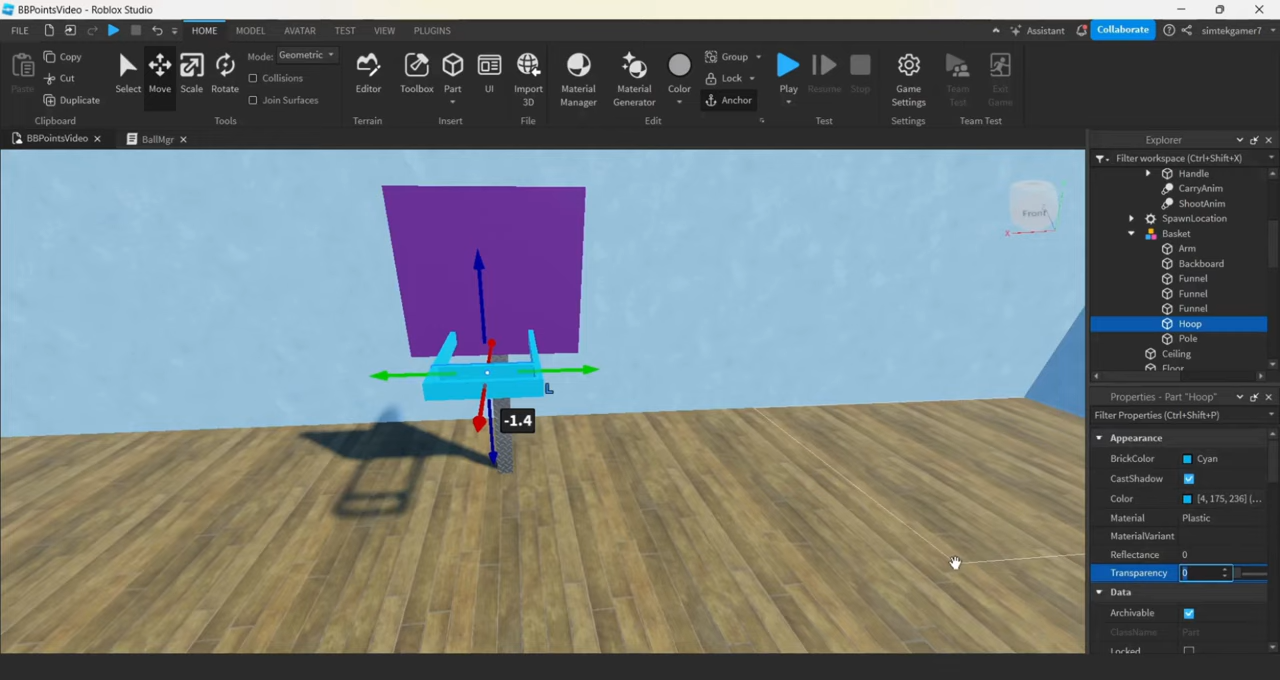 BBPointsVideo - Roblox Studio
FILE HOME MODEL AVATAR TEST VIEW PLUGINS Assistant Collaborate simtekgamer7
Paste Copy Cut Duplicate Clipboard
Select Move Scale Rotate Mode: Geometric Collisions Join Surfaces Tools
Editor Terrain
Toolbox Part UI Insert
Import 3D File
Material Manager Material Generator Color Group Lock Anchor Edit
Play Resume Stop Test
Game Settings Settings
Team Test Exit Game Team Test
BBPointsVideo BallMgr
Front
X
L
-1.4
Explorer
Filter workspace (Ctrl+Shift+X)
Handle
CarryAnim
ShootAnim
SpawnLocation
Basket
Arm
Backboard
Funnel
Funnel
Funnel
Hoop
Pole
Ceiling
Floor
Properties - Part "Hoop"
Filter Properties (Ctrl+Shift+P)
Appearance
BrickColor Cyan
CastShadow
Color [4, 175, 236] (...
Material Plastic
MaterialVariant
Reflectance 0
Transparency 0
Data
Archivable
ClassName Part
Locked